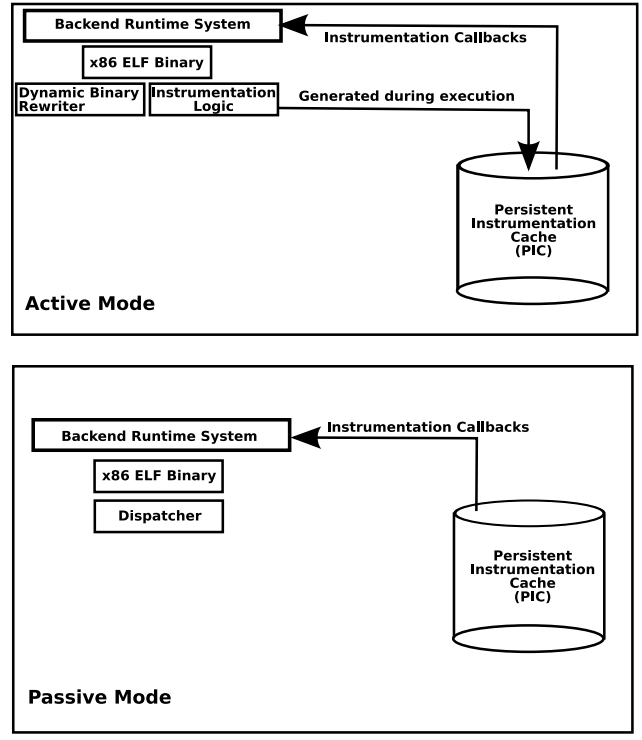 Backend Runtime System
Instrumentation Callbacks
x86 ELF Binary
Dynamic Binary
Rewriter
Instrumentation
Logic
Generated during execution
Persistent
Instrumentation
Cache
(PIC)
Active Mode
Backend Runtime System
Instrumentation Callbacks
x86 ELF Binary
Dispatcher
Persistent
Instrumentation
Cache
(PIC)
Passive Mode